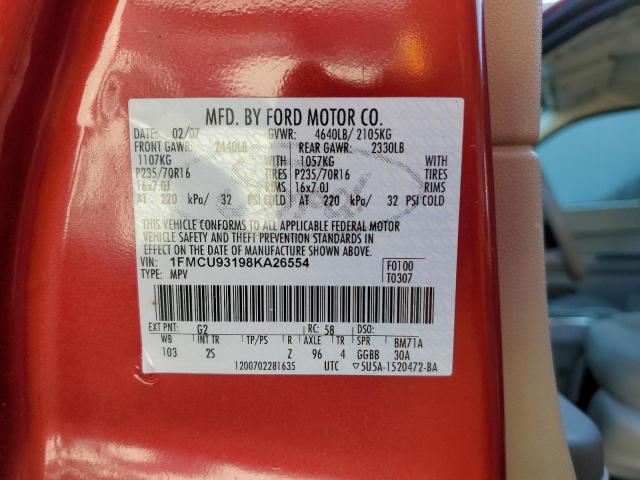 MFD. BY FORD MOTOR CO.
DATE: 02/07 GVWR: 4640LB/ 2105KG
FRONT GAWR: 2440LB REAR GAWR: 2330LB
1107KG WITH 1057KG WITH
P235/70R16 TIRES P235/70R16 TIRES
16x7.0J RIMS 16x7.0J RIMS
AT 220 kPa/ 32 PSI COLD AT 220 kPa/ 32 PSI COLD
THIS VEHICLE CONFORMS TO ALL APPLICABLE FEDERAL MOTOR
VEHICLE SAFETY AND THEFT PREVENTION STANDARDS IN
EFFECT ON THE DATE OF MANUFACTURE SHOWN ABOVE.
VIN: 1FMCU93198KA26554 F0100
TYPE: MPV T0307
EXT PNT: G2 RC: 58 DSO:
WB INT TR TP/PS R AXLE TR SPR BM71A
103 2S Z 96 4 GGBB 30A
1200702281635 UTC ▽5U5A-1520472-BA
Ford